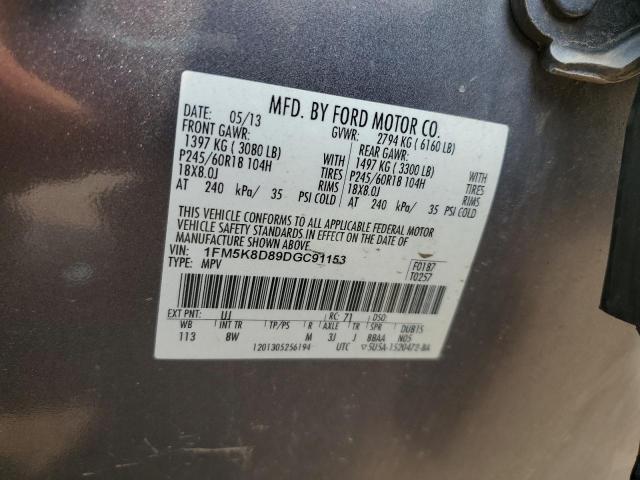 MFD. BY FORD MOTOR CO.
DATE: 05/13 GVWR: 2794 KG ( 6160 LB)
FRONT GAWR: REAR GAWR:
1397 KG ( 3080 LB) WITH 1497 KG ( 3300 LB) WITH
P245/60R18 104H TIRES P245/60R18 104H TIRES
18X8.0J RIMS 18X8.0J RIMS
AT 240 kPa/ 35 PSI COLD AT 240 kPa/ 35 PSI COLD
THIS VEHICLE CONFORMS TO ALL APPLICABLE FEDERAL MOTOR
VEHICLE SAFETY STANDARDS IN EFFECT ON THE DATE OF
MANUFACTURE SHOWN ABOVE.
VIN: 1FM5K8D89DGC91153 F0187
TYPE: MPV T0257
EXT PNT: UJ RC: 71 DSO:
WB INT TR TP/PS R AXLE TR SPR DUB15
113 8W M 3J J 8BAA N05
1201305256194 UTC ▽5U5A-1520472-BA